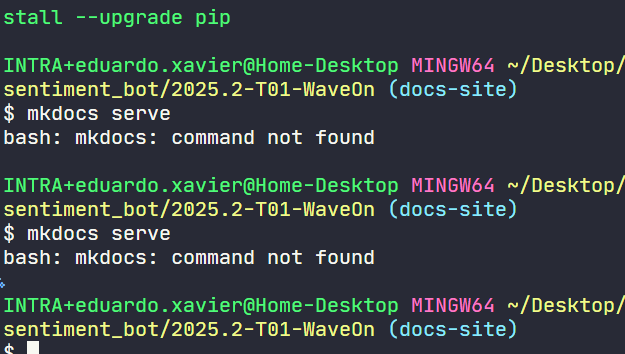 stall --upgrade pip
INTRA+eduardo.xavier@Home-Desktop MINGW64 ~/Desktop/
sentiment_bot/2025.2-T01-WaveOn (docs-site)
$ mkdocs serve
bash: mkdocs: command not found
INTRA+eduardo.xavier@Home-Desktop MINGW64 ~/Desktop/
sentiment_bot/2025.2-T01-WaveOn (docs-site)
$ mkdocs serve
bash: mkdocs: command not found
INTRA+eduardo.xavier@Home-Desktop MINGW64 ~/Desktop/
sentiment_bot/2025.2-T01-WaveOn (docs-site)
$